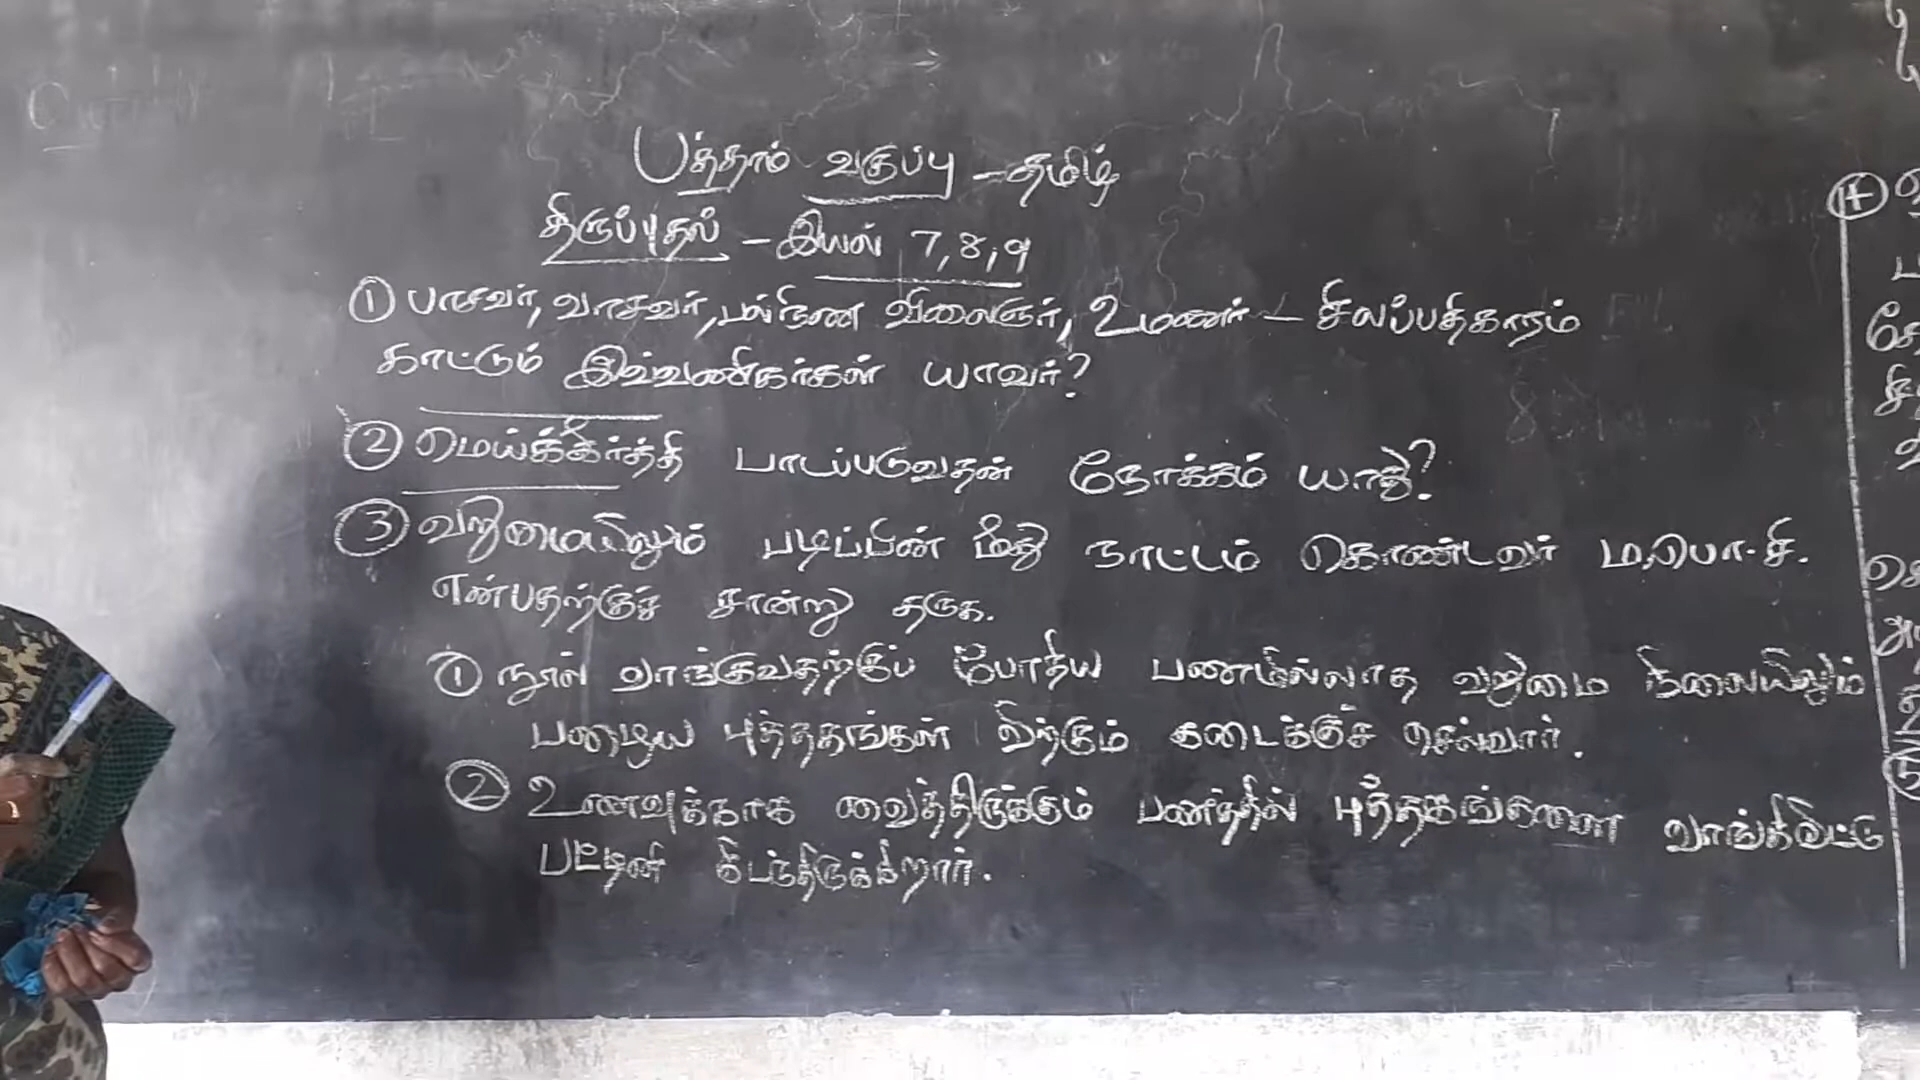 பத்தாம் வகுப்பு - தமிழ்
திருப்புதல் - இயல் 7,8,9
① பாசவர், வாசவர், பல்நிண விலைஞர், உமணர் - சிலப்பதிகாரம்
காட்டும் இவ்வணிகர்கள் யாவர்?
② மெய்க்கீர்த்தி பாடப்படுவதன் நோக்கம் யாது?
③ வறுமையிலும் படிப்பின் மீது நாட்டம் கொண்டவர் ம.பொ.சி.
என்பதற்குச் சான்று தருக.
① நூல் வாங்குவதற்குப் போதிய பணமில்லாத வறுமை நிலையிலும்
பழைய புத்தகங்கள் விற்கும் கடைக்குச் செல்வார்.
② உணவுக்காக வைத்திருக்கும் பணத்தில் புத்தகங்களை வாங்கிவிட்டு
பட்டினி கிடந்திருக்கிறார்.
④
⑤